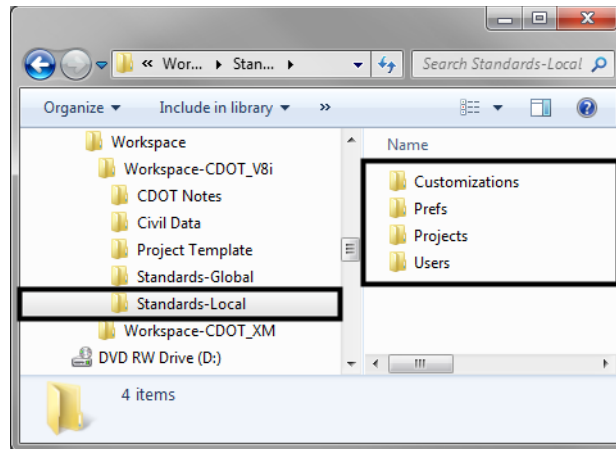 « Wor... ▸ Stan... ▸ Search Standards-Local
Organize Include in library »
Workspace
Workspace-CDOT_V8i
CDOT Notes
Civil Data
Project Template
Standards-Global
Standards-Local
Workspace-CDOT_XM
DVD RW Drive (D:)
Name
Customizations
Prefs
Projects
Users
4 items